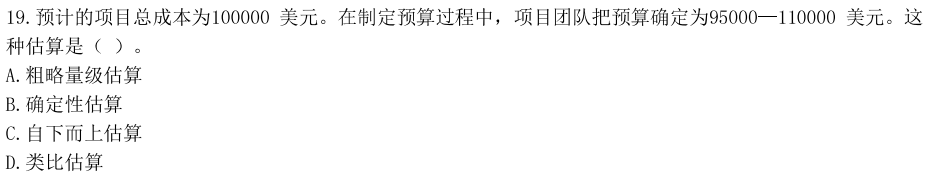 19. 预计的项目总成本为100000 美元。在制定预算过程中，项目团队把预算确定为95000—110000 美元。这
种估算是（ ）。
A. 粗略量级估算
B. 确定性估算
C. 自下而上估算
D. 类比估算